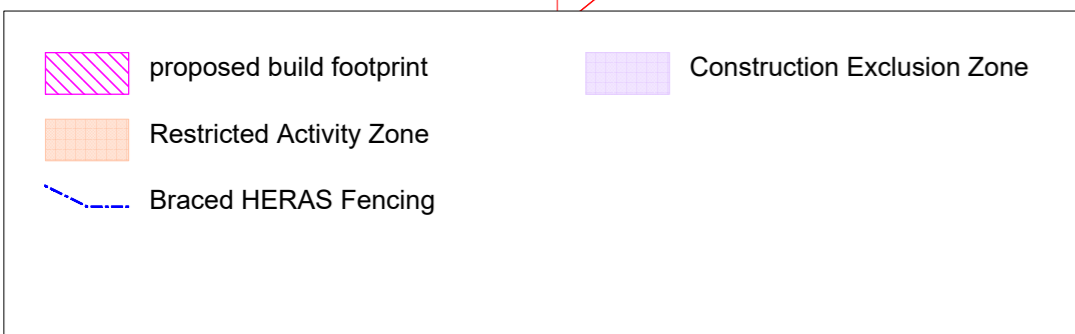 proposed build footprint
Construction Exclusion Zone
Restricted Activity Zone
Braced HERAS Fencing